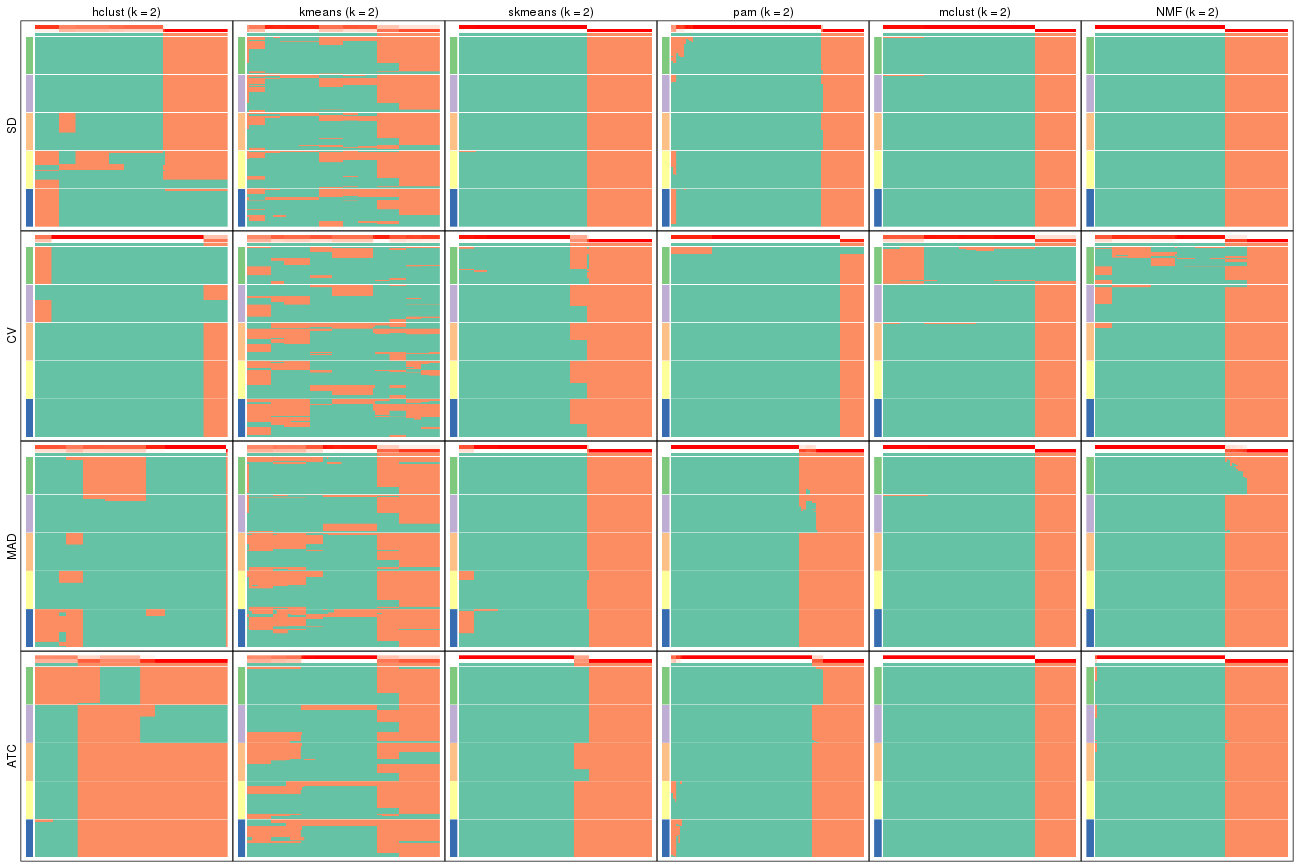 hclust (k = 2)
kmeans (k = 2)
skmeans (k = 2)
pam (k = 2)
mclust (k = 2)
NMF (k = 2)
SD
CV
MAD
ATC